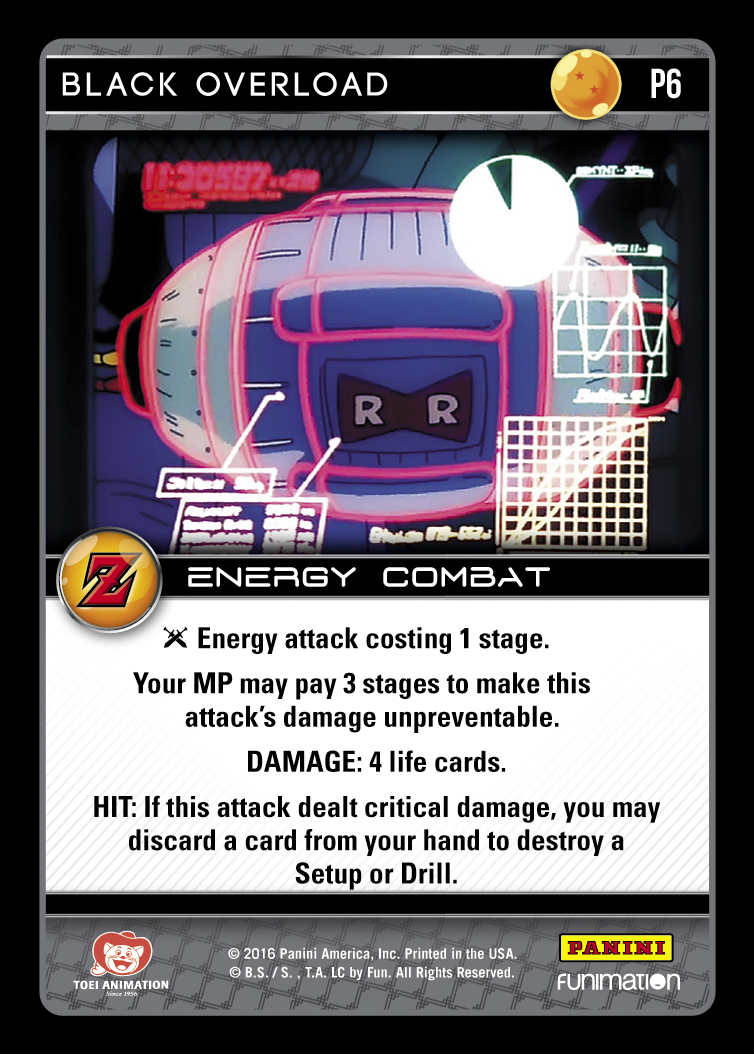 BLACK OVERLOAD
P6
R R
ENERGY COMBAT
Energy attack costing 1 stage.
Your MP may pay 3 stages to make this
attack's damage unpreventable.
DAMAGE: 4 life cards.
HIT: If this attack dealt critical damage, you may
discard a card from your hand to destroy a
Setup or Drill.
TOEI ANIMATION
Since 1956
© 2016 Panini America, Inc. Printed in the USA.
© B.S. / S. , T.A. LC by Fun. All Rights Reserved.
PANINI
FUNIMATION